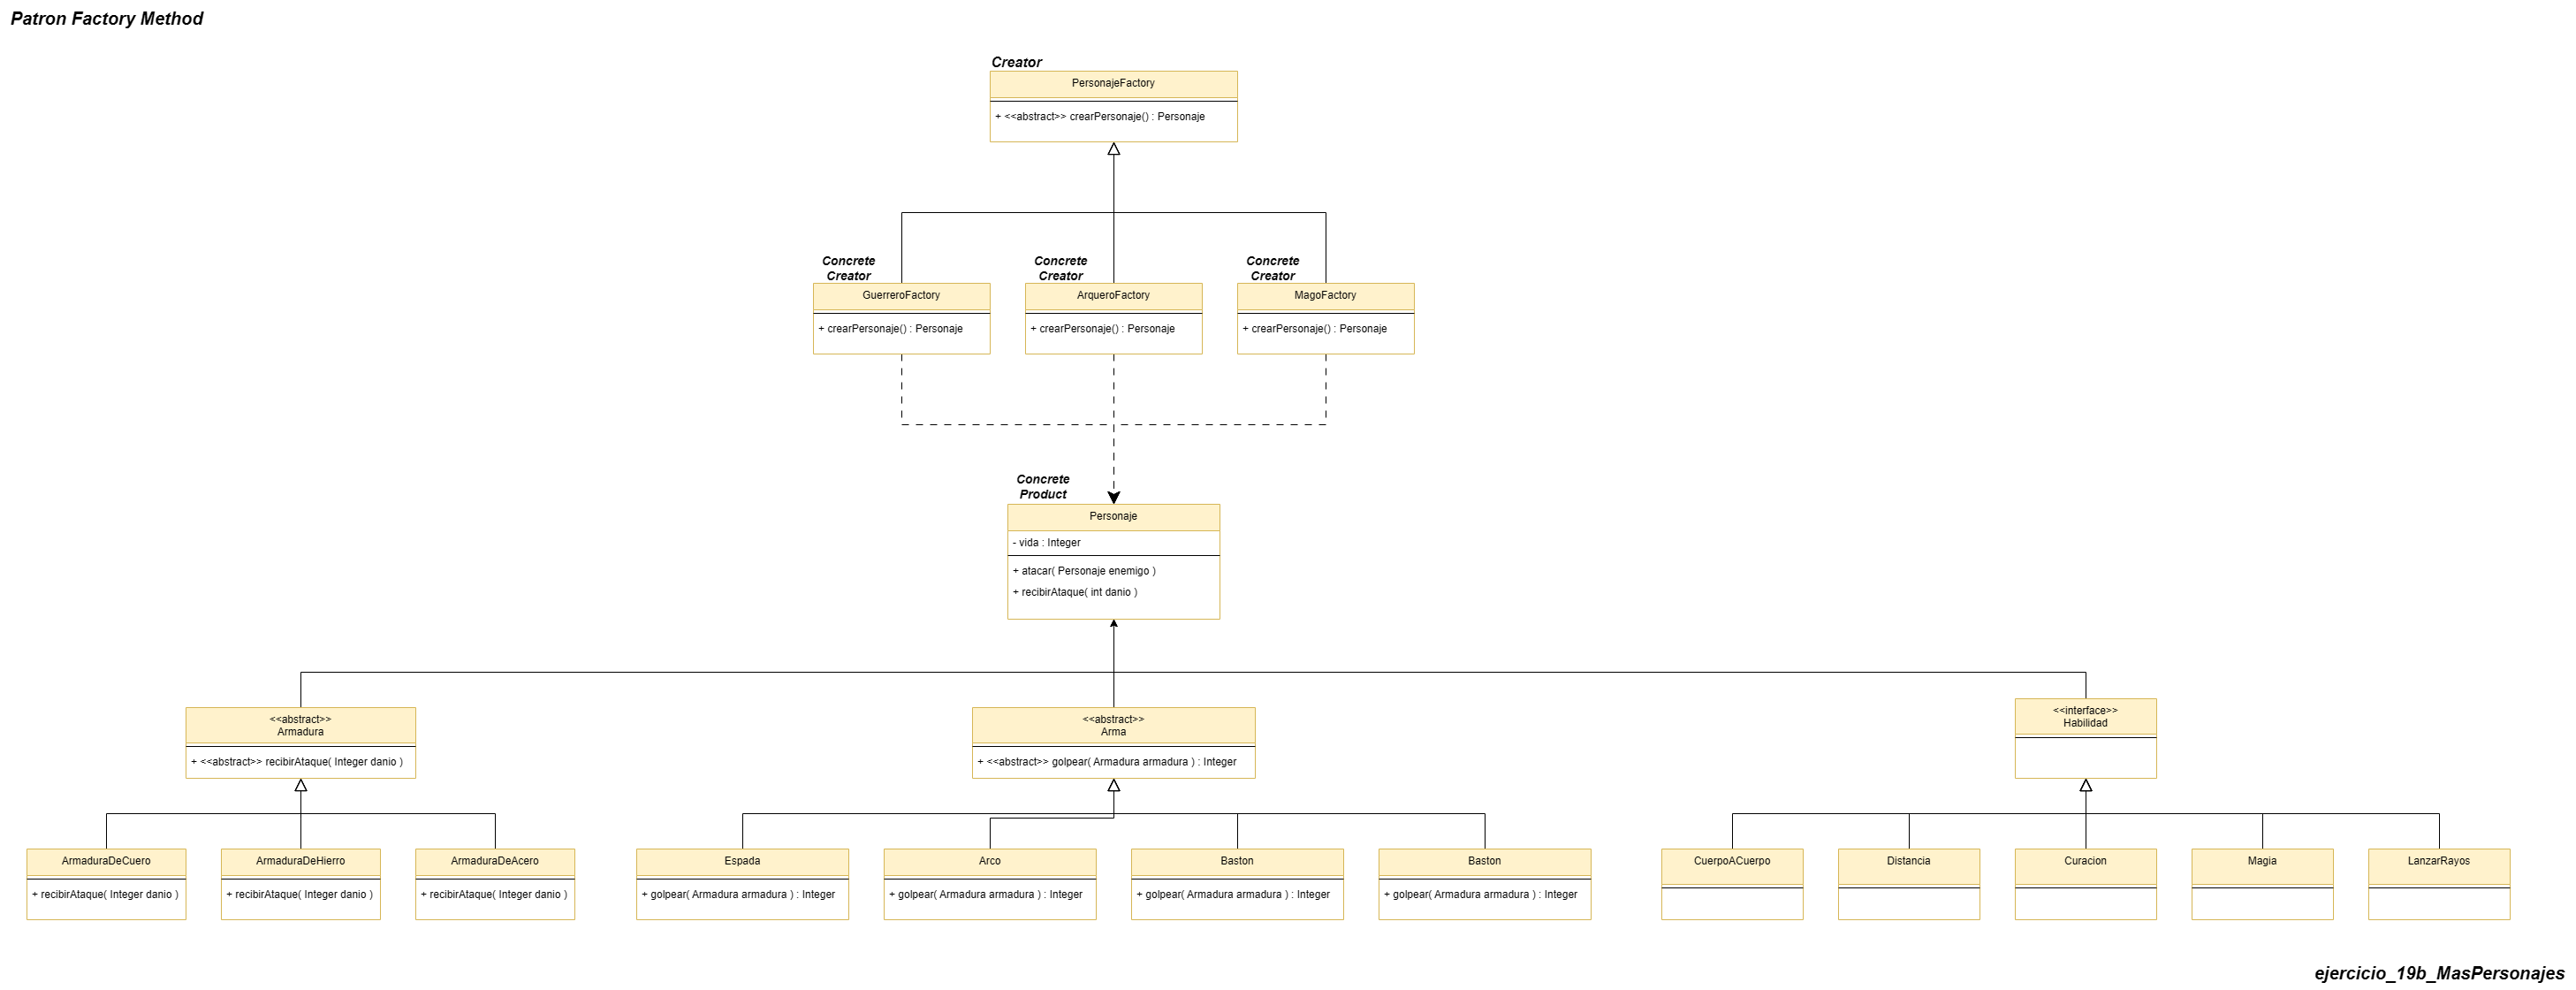 Patron Factory Method
Creator
PersonajeFactory
+ <<abstract>> crearPersonaje() : Personaje
Concrete
Creator
GuerreroFactory
+ crearPersonaje() : Personaje
Concrete
Creator
ArqueroFactory
+ crearPersonaje() : Personaje
Concrete
Creator
MagoFactory
+ crearPersonaje() : Personaje
Concrete
Product
Personaje
- vida : Integer
+ atacar( Personaje enemigo )
+ recibirAtaque( int danio )
<<abstract>>
Armadura
+ <<abstract>> recibirAtaque( Integer danio )
<<abstract>>
Arma
+ <<abstract>> golpear( Armadura armadura ) : Integer
<<interface>>
Habilidad
ArmaduraDeCuero
+ recibirAtaque( Integer danio )
ArmaduraDeHierro
+ recibirAtaque( Integer danio )
ArmaduraDeAcero
+ recibirAtaque( Integer danio )
Espada
+ golpear( Armadura armadura ) : Integer
Arco
+ golpear( Armadura armadura ) : Integer
Baston
+ golpear( Armadura armadura ) : Integer
Baston
+ golpear( Armadura armadura ) : Integer
CuerpoACuerpo
Distancia
Curacion
Magia
LanzarRayos
ejercicio_19b_MasPersonajes